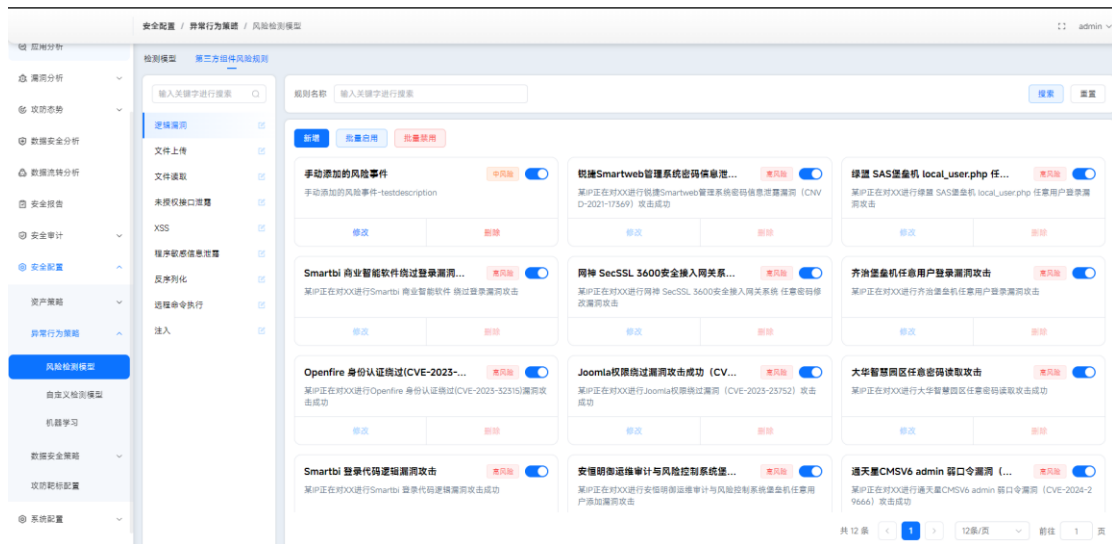 安全配置 / 异常行为策略 / 风险检测模型
admin
应用分析
漏洞分析
攻防态势
数据安全分析
数据流转分析
安全报告
安全审计
安全配置
资产策略
异常行为策略
风险检测模型
自定义检测模型
机器学习
数据安全策略
攻防靶标配置
系统配置
检测模型 第三方组件风险规则
输入关键字进行搜索
逻辑漏洞
文件上传
文件读取
未授权接口泄露
XSS
程序敏感信息泄露
反序列化
远程命令执行
注入
规则名称 输入关键字进行搜索
搜索 重置
新增 批量启用 批量禁用
手动添加的风险事件 中风险
手动添加的风险事件-testdescription
修改 删除
锐捷Smartweb管理系统密码信息泄... 高风险
某IP正在对XX进行锐捷Smartweb管理系统密码信息泄露漏洞（CNV
D-2021-17369）攻击成功
修改 删除
绿盟 SAS堡垒机 local_user.php 任... 高风险
某IP正在对XX进行绿盟 SAS堡垒机 local_user.php 任意用户登录漏
洞攻击
修改 删除
Smartbi 商业智能软件绕过登录漏洞... 高风险
某IP正在对XX进行Smartbi 商业智能软件 绕过登录漏洞攻击
修改 删除
网神 SecSSL 3600安全接入网关系... 高风险
某IP正在对XX进行网神 SecSSL 3600安全接入网关系统 任意密码修
改漏洞攻击
修改 删除
齐治堡垒机任意用户登录漏洞攻击 高风险
某IP正在对XX进行齐治堡垒机任意用户登录漏洞攻击
修改 删除
Openfire 身份认证绕过(CVE-2023-... 高风险
某IP正在对XX进行Openfire 身份认证绕过(CVE-2023-32315)漏洞攻
击成功
修改 删除
Joomla权限绕过漏洞攻击成功（CV... 高风险
某IP正在对XX进行Joomla权限绕过漏洞（CVE-2023-23752）攻击
成功
修改 删除
大华智慧园区任意密码读取攻击 高风险
某IP正在对XX进行大华智慧园区任意密码读取攻击成功
修改 删除
Smartbi 登录代码逻辑漏洞攻击 高风险
某IP正在对XX进行Smartbi 登录代码逻辑漏洞攻击成功
安恒明御运维审计与风险控制系统堡... 高风险
某IP正在对XX进行安恒明御运维审计与风险控制系统堡垒机任意用
户添加漏洞攻击
通天星CMSV6 admin 弱口令漏洞（... 高风险
某IP正在对XX进行通天星CMSV6 admin 弱口令漏洞（CVE-2024-2
9666）攻击成功
共 12 条 1 12条/页 前往 1 页